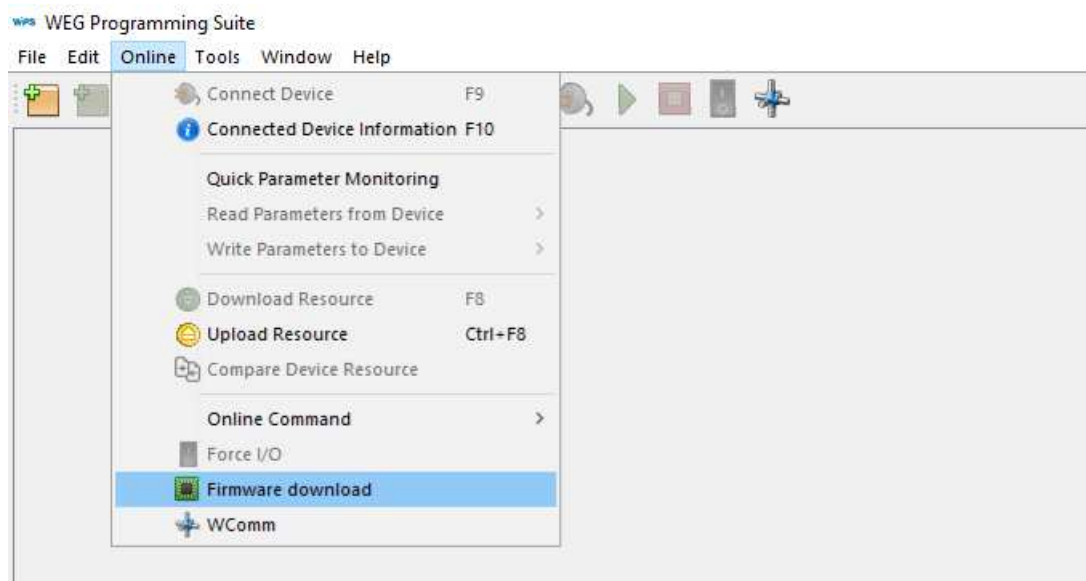 WPS WEG Programming Suite
File Edit Online Tools Window Help
Connect Device F9
Connected Device Information F10
Quick Parameter Monitoring
Read Parameters from Device
Write Parameters to Device
Download Resource F8
Upload Resource Ctrl+F8
Compare Device Resource
Online Command
Force I/O
Firmware download
WComm